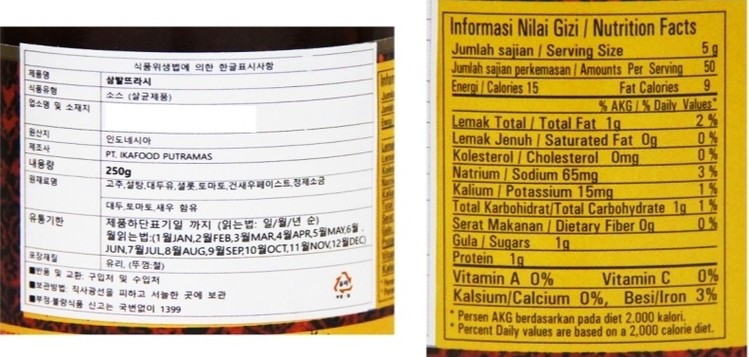 식품위생법에 의한 한글표시사항
제품명 삼발뜨라시
식품유형 소스 (살균제품)
업소명 및 소재지
원산지 인도네시아
제조사 PT. IKAFOOD PUTRAMAS
내용량 250g
원재료명 고추,설탕,대두유,샬롯,토마토,건새우페이스트,정제소금
대두,토마토,새우 함유
유통기한 제품하단표기일 까지 (읽는법: 일/월/년 순)
월읽는법:(1월JAN,2월FEB,3월MAR,4월APR,5월MAY,6월
JUN,7월JUL,8월AUG,9월SEP,10월OCT,11월NOV,12월DEC)
포장재질 유리, (뚜껑:철)
■반품 및 교환: 구입처 및 수입처
■보관방법: 직사광선을 피하고 서늘한 곳에 보관
■부정·불량식품 신고는 국번없이 1399
Informasi Nilai Gizi / Nutrition Facts
Jumlah sajian / Serving Size 5 g
Jumlah sajian perkemasan / Amounts Per Serving 50
Energi / Calories 15 Fat Calories 9
% AKG / % Daily Values*
Lemak Total / Total Fat 1g 2 %
Lemak Jenuh / Saturated Fat 0g 0 %
Kolesterol / Cholesterol 0mg 0 %
Natrium / Sodium 65mg 3 %
Kalium / Potassium 15mg 1 %
Total Karbohidrat/Total Carbohydrate 1g 1 %
Serat Makanan / Dietary Fiber 0g 0 %
Gula / Sugars 1g
Protein 1g
Vitamin A 0% Vitamin C 0%
Kalsium/Calcium 0%, Besi/Iron 3%
* Persen AKG berdasarkan pada diet 2.000 kalori.
* Percent Daily values are based on a 2,000 calorie diet.